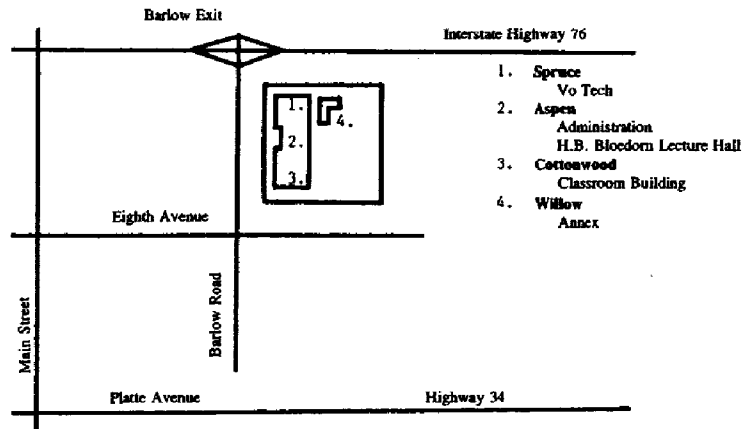 Barlow Exit
Interstate Highway 76
1. Spruce
Vo Tech
2. Aspen
Administration
H.B. Bloedorn Lecture Hall
3. Cottonwood
Classroom Building
4. Willow
Annex
1.
4.
2.
3.
Eighth Avenue
Main Street
Barlow Road
Platte Avenue
Highway 34